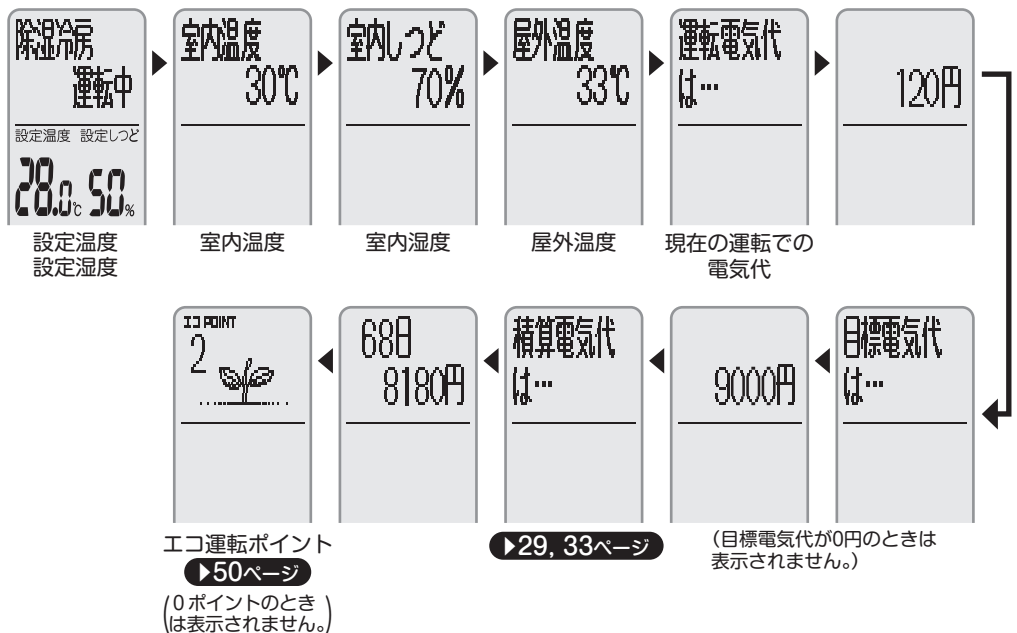 除湿冷房
運転中
設定温度 設定しつど
28.0℃ 50%
設定温度
設定湿度
室内温度
30℃
室内温度
室内しつど
70%
室内湿度
屋外温度
33℃
屋外温度
運転電気代
は…
現在の運転での
電気代
120円
目標電気代
は…
9000円
(目標電気代が0円のときは
表示されません。)
積算電気代
は…
▶29, 33ページ
68日
8180円
エコ POINT
2
エコ運転ポイント
▶50ページ
(0 ポイントのとき
は表示されません。)